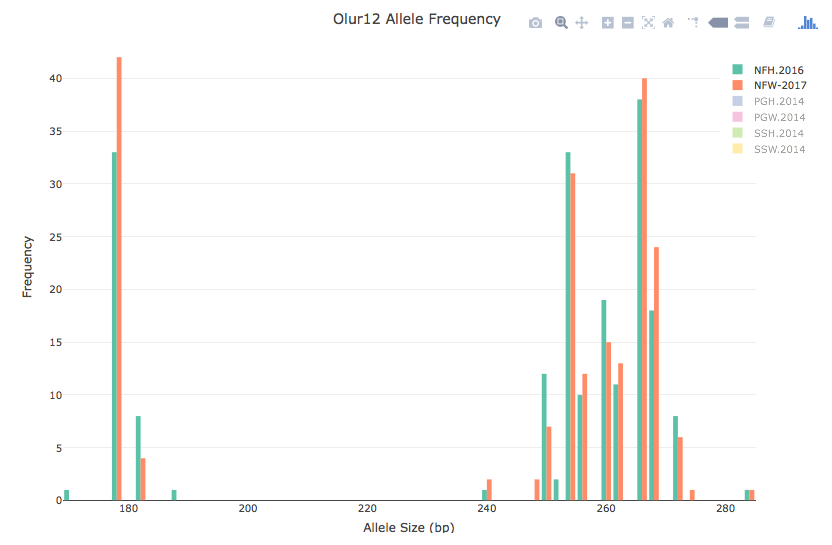 Olur12 Allele Frequency
NFH.2016
NFW-2017
PGH.2014
PGW.2014
SSH.2014
SSW.2014
Frequency
40
35
30
25
20
15
10
5
0
180 200 220 240 260 280
Allele Size (bp)